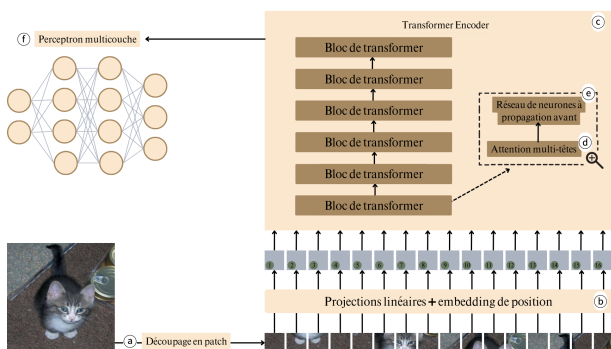 Transformer Encoder
c
f
Perceptron multicouche
Bloc de transformer
Bloc de transformer
Bloc de transformer
Bloc de transformer
Bloc de transformer
Bloc de transformer
e
Réseau de neurones à
propagation avant
d
Attention multi-têtes
1 2 3 4 5 6 7 8 9 10 11 12 13 14 15 16
Projections linéaires + embedding de position
b
a
Découpage en patch